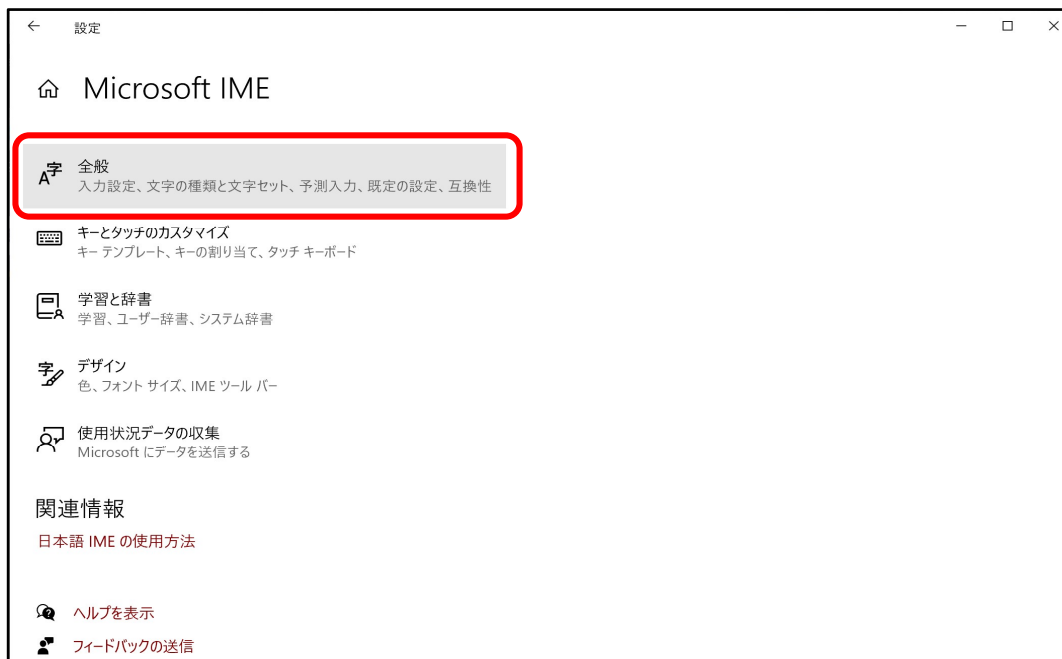 設定
Microsoft IME
全般
入力設定、文字の種類と文字セット、予測入力、既定の設定、互換性
キーとタッチのカスタマイズ
キー テンプレート、キーの割り当て、タッチ キーボード
学習と辞書
学習、ユーザー辞書、システム辞書
デザイン
色、フォント サイズ、IME ツール バー
使用状況データの収集
Microsoft にデータを送信する
関連情報
日本語 IME の使用方法
ヘルプを表示
フィードバックの送信